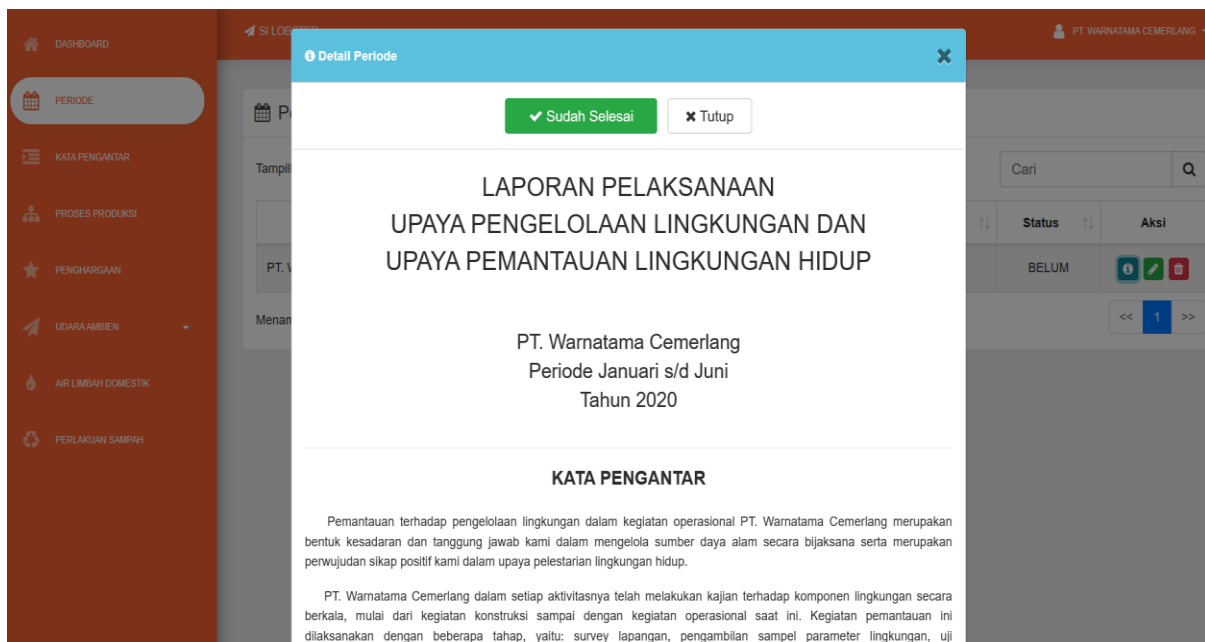 DASHBOARD
PERIODE
KATA PENGANTAR
PROSES PRODUKSI
PENGHARGAAN
UDARA AMBIEN
AIR LIMBAH DOMESTIK
PERLAKUAN SAMPAH
PT. WARNATAMA CEMERLANG
Detail Periode
Sudah Selesai
Tutup
Cari
Status Aksi
BELUM
<< 1 >>
LAPORAN PELAKSANAAN
UPAYA PENGELOLAAN LINGKUNGAN DAN
UPAYA PEMANTAUAN LINGKUNGAN HIDUP
PT. Warnatama Cemerlang
Periode Januari s/d Juni
Tahun 2020
KATA PENGANTAR
Pemantauan terhadap pengelolaan lingkungan dalam kegiatan operasional PT. Warnatama Cemerlang merupakan
bentuk kesadaran dan tanggung jawab kami dalam mengelola sumber daya alam secara bijaksana serta merupakan
perwujudan sikap positif kami dalam upaya pelestarian lingkungan hidup.
PT. Warnatama Cemerlang dalam setiap aktivitasnya telah melakukan kajian terhadap komponen lingkungan secara
berkala, mulai dari kegiatan konstruksi sampai dengan kegiatan operasional saat ini. Kegiatan pemantauan ini
dilaksanakan dengan beberapa tahap, yaitu: survey lapangan, pengambilan sampel parameter lingkungan, uji